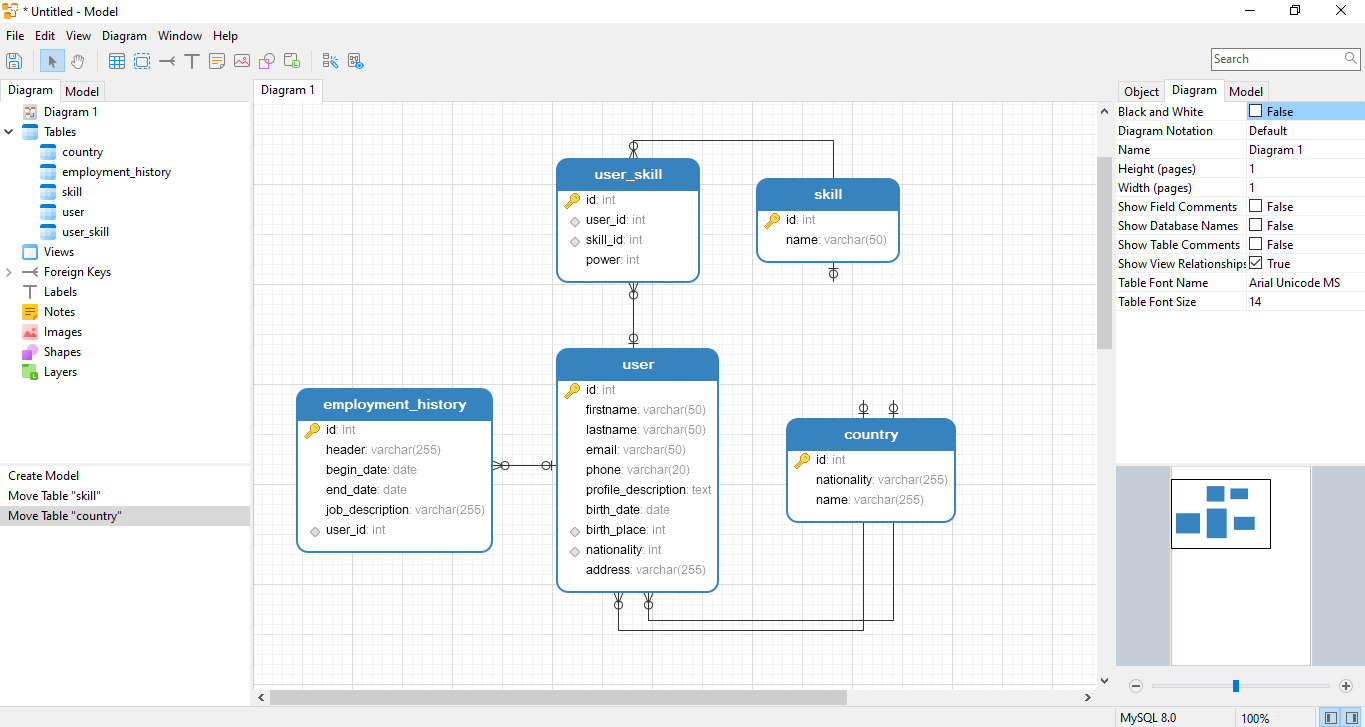 * Untitled - Model
File Edit View Diagram Window Help
Search
Diagram Model
Diagram 1
Tables
country
employment_history
skill
user
user_skill
Views
Foreign Keys
Labels
Notes
Images
Shapes
Layers
Create Model
Move Table "skill"
Move Table "country"
Diagram 1
user_skill
id: int
user_id: int
skill_id: int
power: int
skill
id: int
name: varchar(50)
employment_history
id: int
header: varchar(255)
begin_date: date
end_date: date
job_description: varchar(255)
user_id: int
user
id: int
firstname: varchar(50)
lastname: varchar(50)
email: varchar(50)
phone: varchar(20)
profile_description: text
birth_date: date
birth_place: int
nationality: int
address: varchar(255)
country
id: int
nationality: varchar(255)
name: varchar(255)
Object Diagram Model
Black and White False
Diagram Notation Default
Name Diagram 1
Height (pages) 1
Width (pages) 1
Show Field Comments False
Show Database Names False
Show Table Comments False
Show View Relationships True
Table Font Name Arial Unicode MS
Table Font Size 14
MySQL 8.0 100%